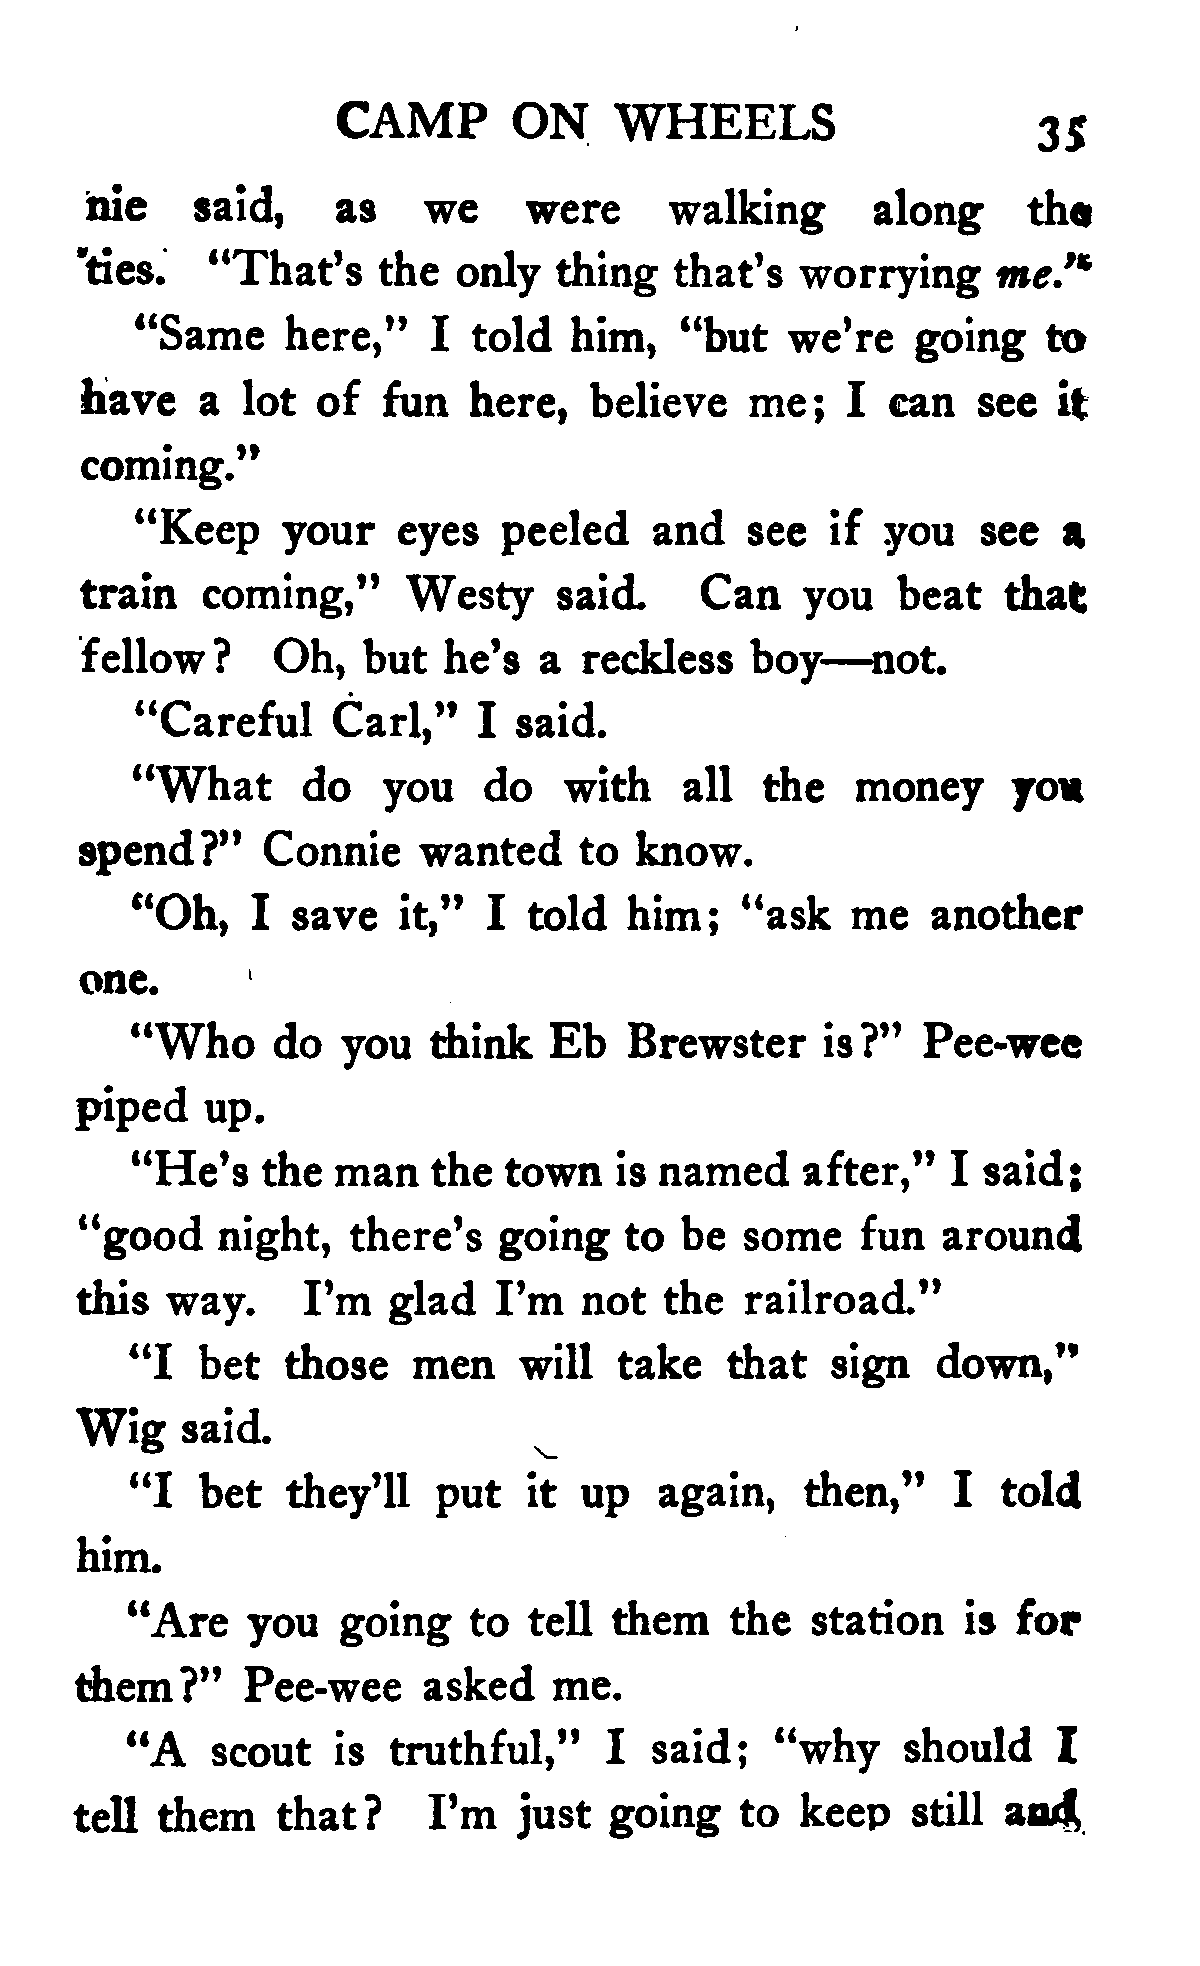 CAMP ON WHEELS 35
nie said, as we were walking along the
ties. "That's the only thing that's worrying me."
"Same here," I told him, "but we're going to
have a lot of fun here, believe me; I can see it
coming."
"Keep your eyes peeled and see if you see a
train coming," Westy said. Can you beat that
fellow? Oh, but he's a reckless boy—not.
"Careful Carl," I said.
"What do you do with all the money you
spend?" Connie wanted to know.
"Oh, I save it," I told him; "ask me another
one.
"Who do you think Eb Brewster is?" Pee-wee
piped up.
"He's the man the town is named after," I said;
"good night, there's going to be some fun around
this way. I'm glad I'm not the railroad."
"I bet those men will take that sign down,"
Wig said.
"I bet they'll put it up again, then," I told
him.
"Are you going to tell them the station is for
them?" Pee-wee asked me.
"A scout is truthful," I said; "why should I
tell them that? I'm just going to keep still and